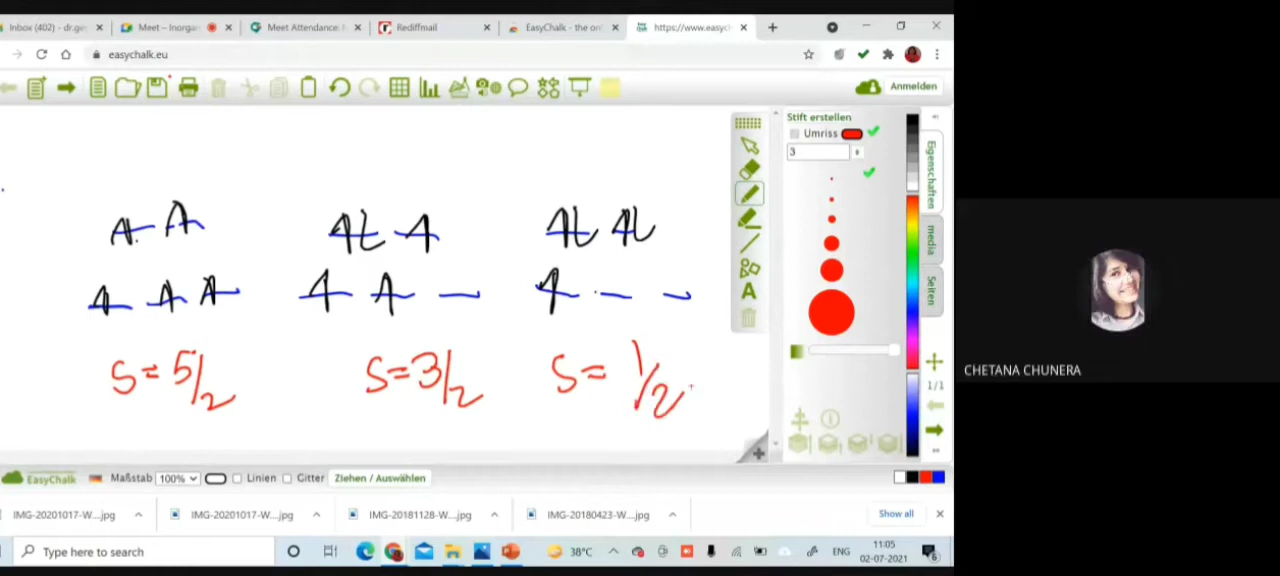 Inbox (402) - dr.ge
Meet – Inorgan
Meet Attendance:
Rediffmail
EasyChalk - the on
https://www.easyc
easychalk.eu
Anmelden
Stift erstellen
Umriss
3
Eigenschaften
media
Seiten
A
S = 5/2
S = 3/2
S = 1/2
1/1
CHETANA CHUNERA
EasyChalk
Maßstab 100% Linien Gitter Ziehen / Auswählen
IMG-20201017-W....jpg
IMG-20201017-W....jpg
IMG-20181128-W....jpg
IMG-20180423-W....jpg
Show all
Type here to search
38°C
ENG
11:05
02-07-2021